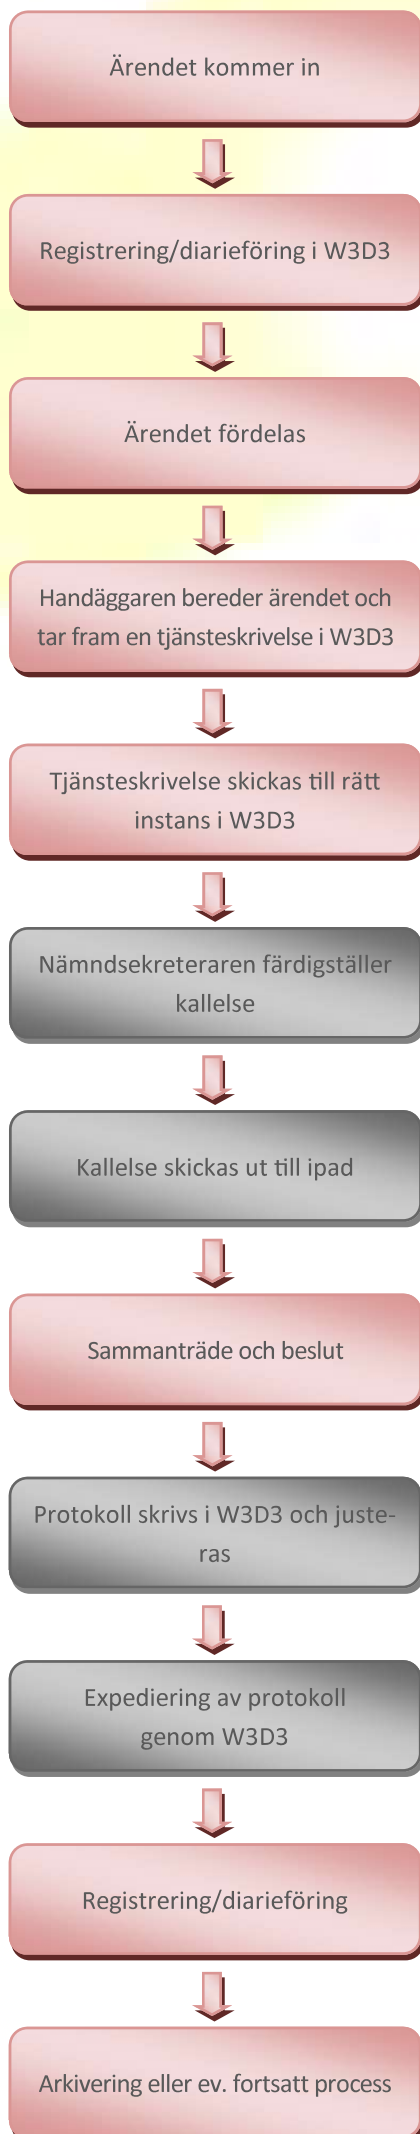 Ärendet kommer in
Registrering/diarieföring i W3D3
Ärendet fördelas
Handäggaren bereder ärendet och
tar fram en tjänsteskrivelse i W3D3
Tjänsteskrivelse skickas till rätt
instans i W3D3
Nämndsekreteraren färdigställer
kallelse
Kallelse skickas ut till ipad
Sammanträde och beslut
Protokoll skrivs i W3D3 och juste-
ras
Expediering av protokoll
genom W3D3
Registrering/diarieföring
Arkivering eller ev. fortsatt process